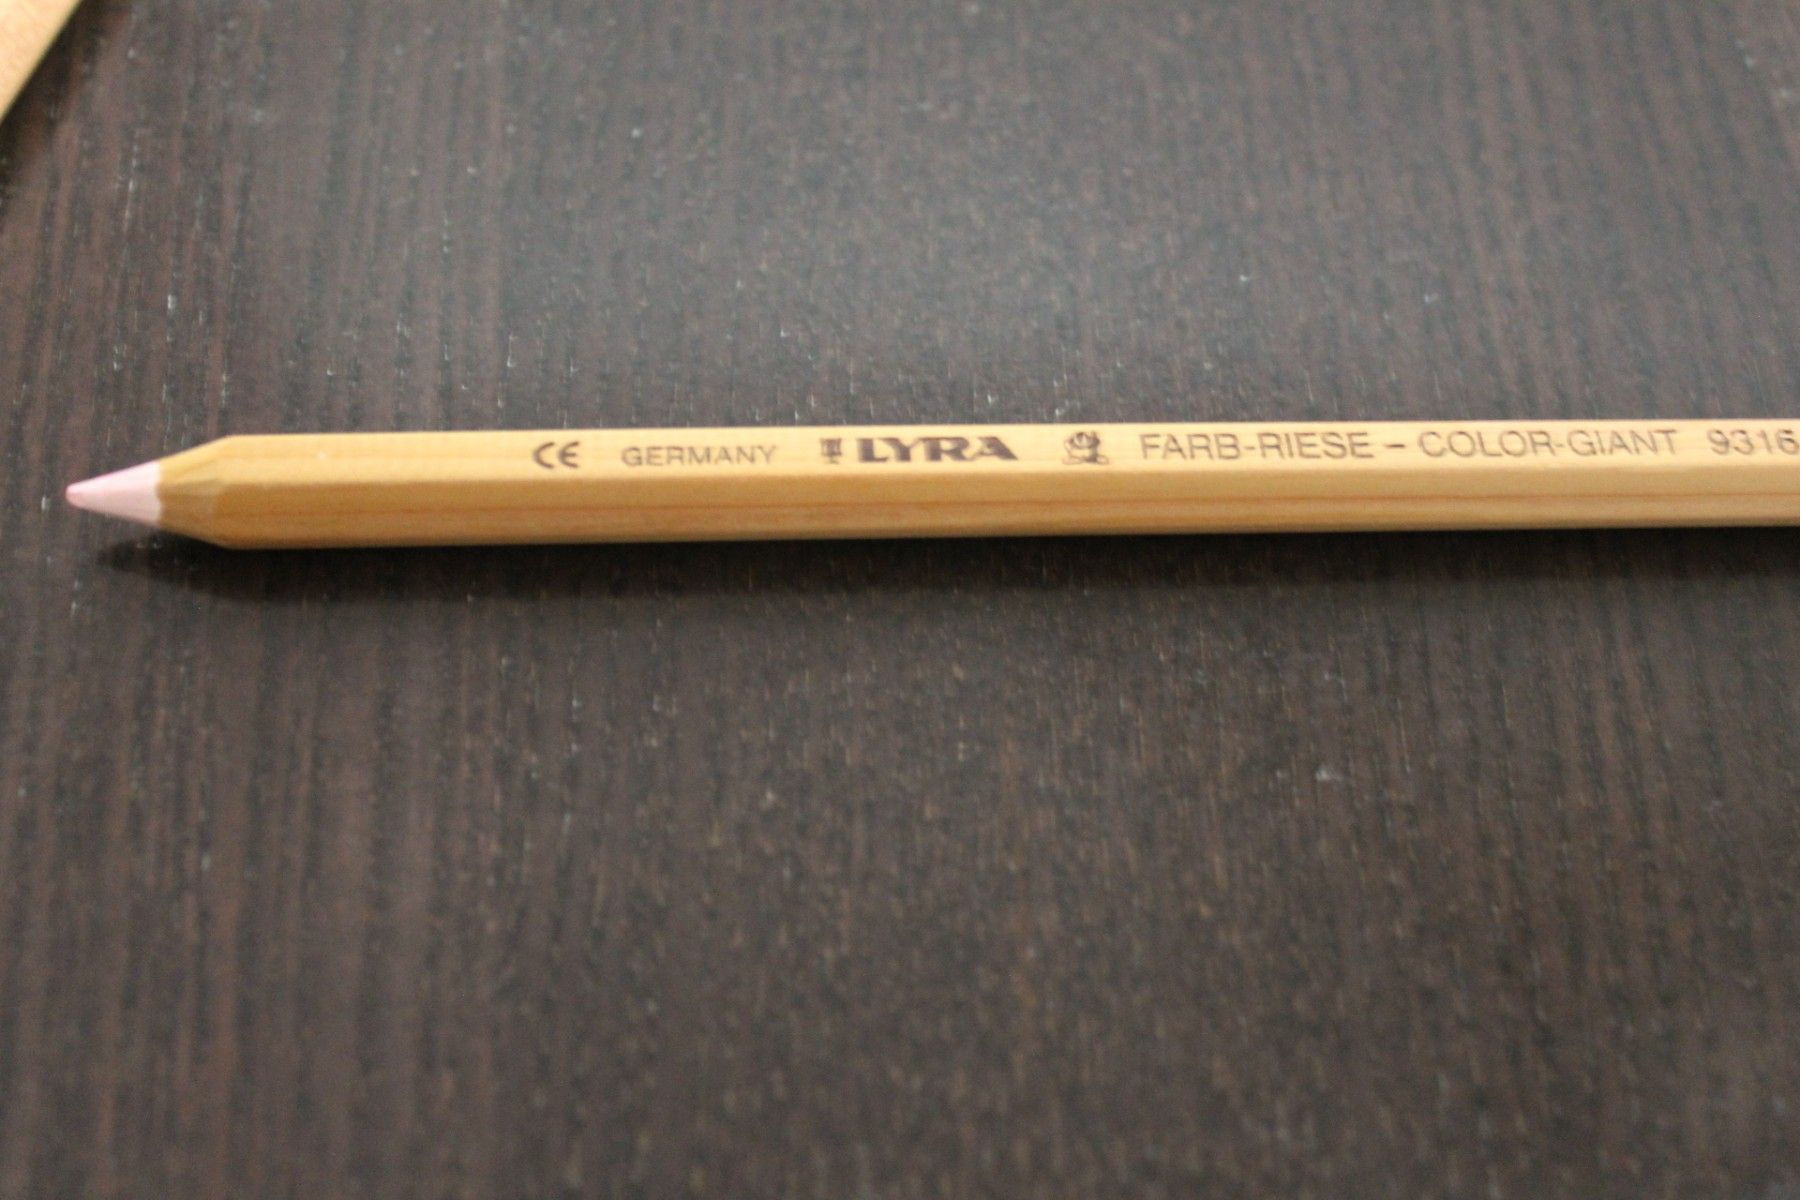 CE GERMANY LYRA FARB-RIESE – COLOR-GIANT 9316